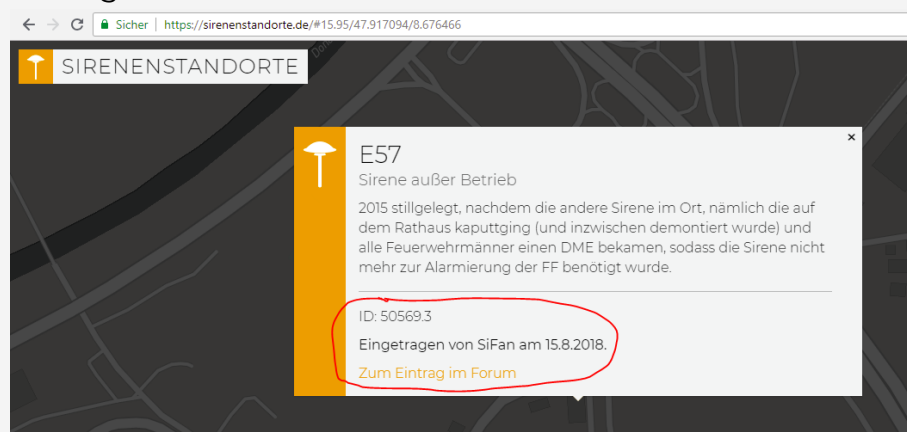 Sicher | https://sirenenstandorte.de/#15.95/47.917094/8.676466
SIRENENSTANDORTE
E57
Sirene außer Betrieb
2015 stillgelegt, nachdem die andere Sirene im Ort, nämlich die auf
dem Rathaus kaputtging (und inzwischen demontiert wurde) und
alle Feuerwehrmänner einen DME bekamen, sodass die Sirene nicht
mehr zur Alarmierung der FF benötigt wurde.
ID: 50569.3
Eingetragen von SiFan am 15.8.2018.
Zum Eintrag im Forum